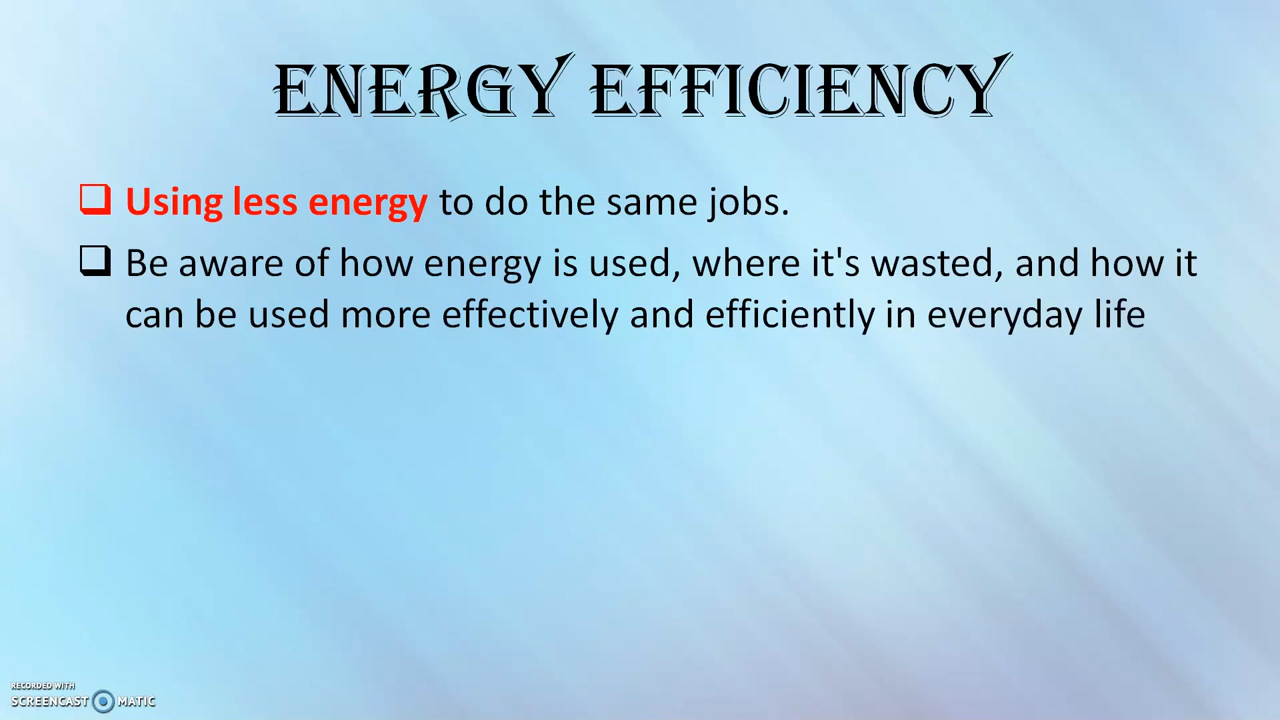 ENERGY EFFICIENCY
Using less energy to do the same jobs.
Be aware of how energy is used, where it's wasted, and how it
can be used more effectively and efficiently in everyday life
RECORDED WITH
SCREENCAST MATIC